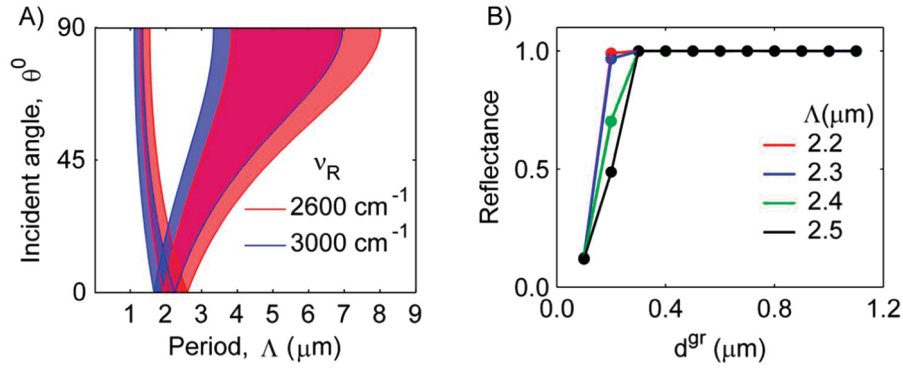 A)
Incident angle, θ⁰
90
45
0
ν_R
2600 cm⁻¹
3000 cm⁻¹
1 2 3 4 5 6 7 8 9
Period, Λ (μm)
B)
Reflectance
1.0
0.5
0.0
Λ(μm)
2.2
2.3
2.4
2.5
0.0 0.4 0.8 1.2
d^gr (μm)